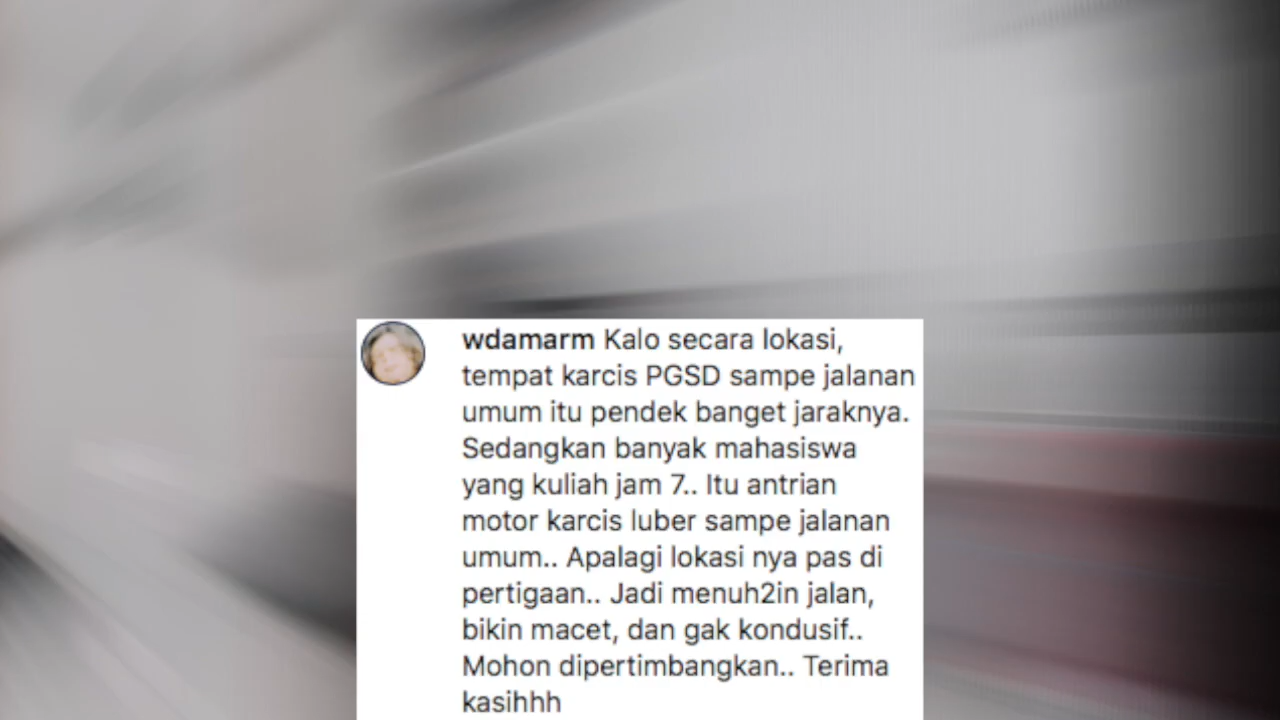 wdamarm Kalo secara lokasi,
tempat karcis PGSD sampe jalanan
umum itu pendek banget jaraknya.
Sedangkan banyak mahasiswa
yang kuliah jam 7.. Itu antrian
motor karcis luber sampe jalanan
umum.. Apalagi lokasi nya pas di
pertigaan.. Jadi menuh2in jalan,
bikin macet, dan gak kondusif..
Mohon dipertimbangkan.. Terima
kasihhh